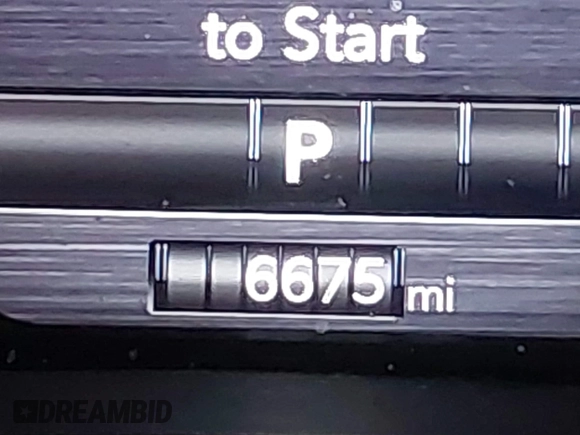 to Start
P
6675 mi
DREAMBID